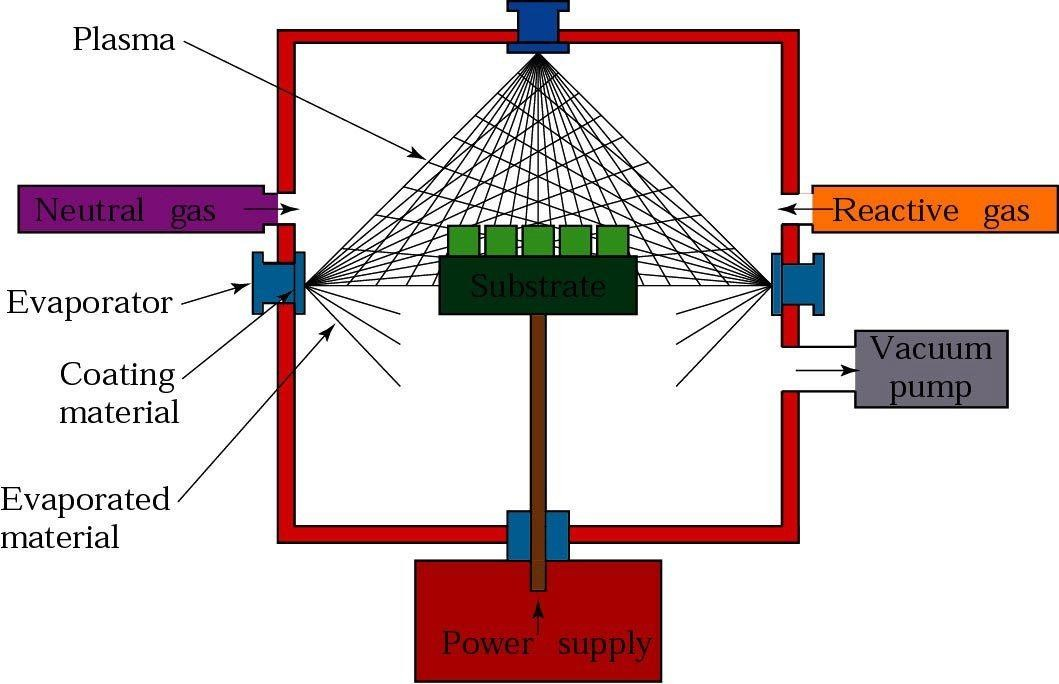 Plasma
Neutral gas
Reactive gas
Evaporator
Substrate
Coating
material
Vacuum
pump
Evaporated
material
Power supply